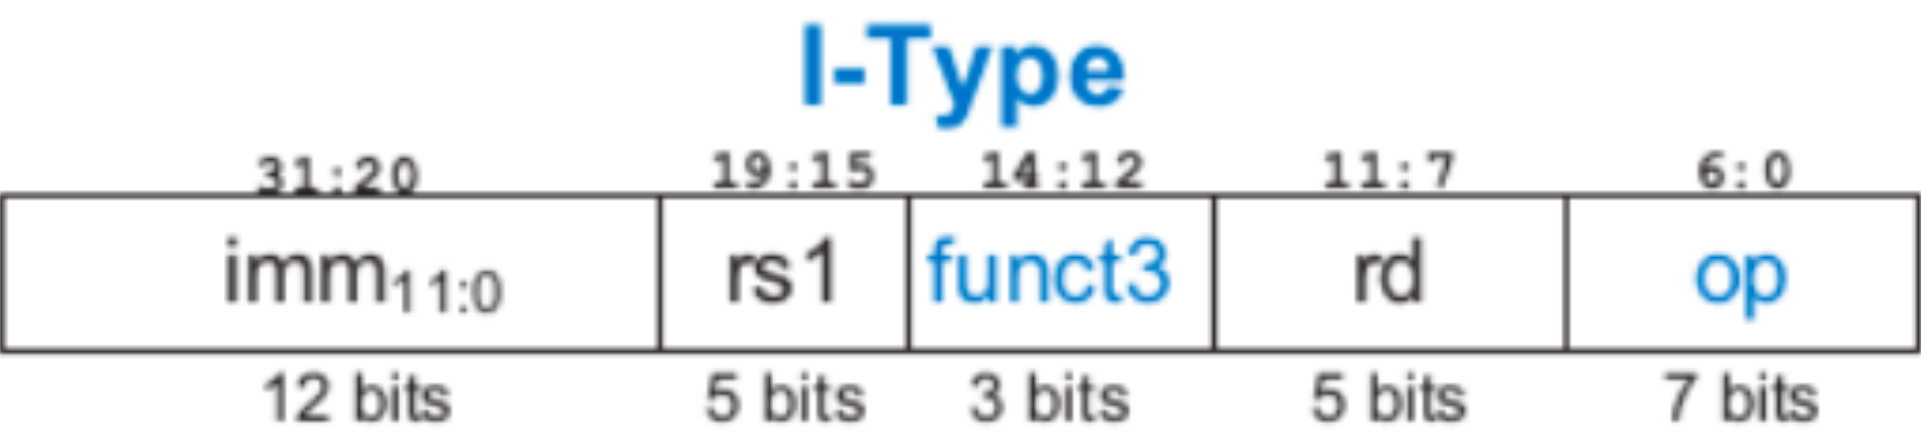 I-Type
31:20 19:15 14:12 11:7 6:0
imm11:0 rs1 funct3 rd op
12 bits 5 bits 3 bits 5 bits 7 bits